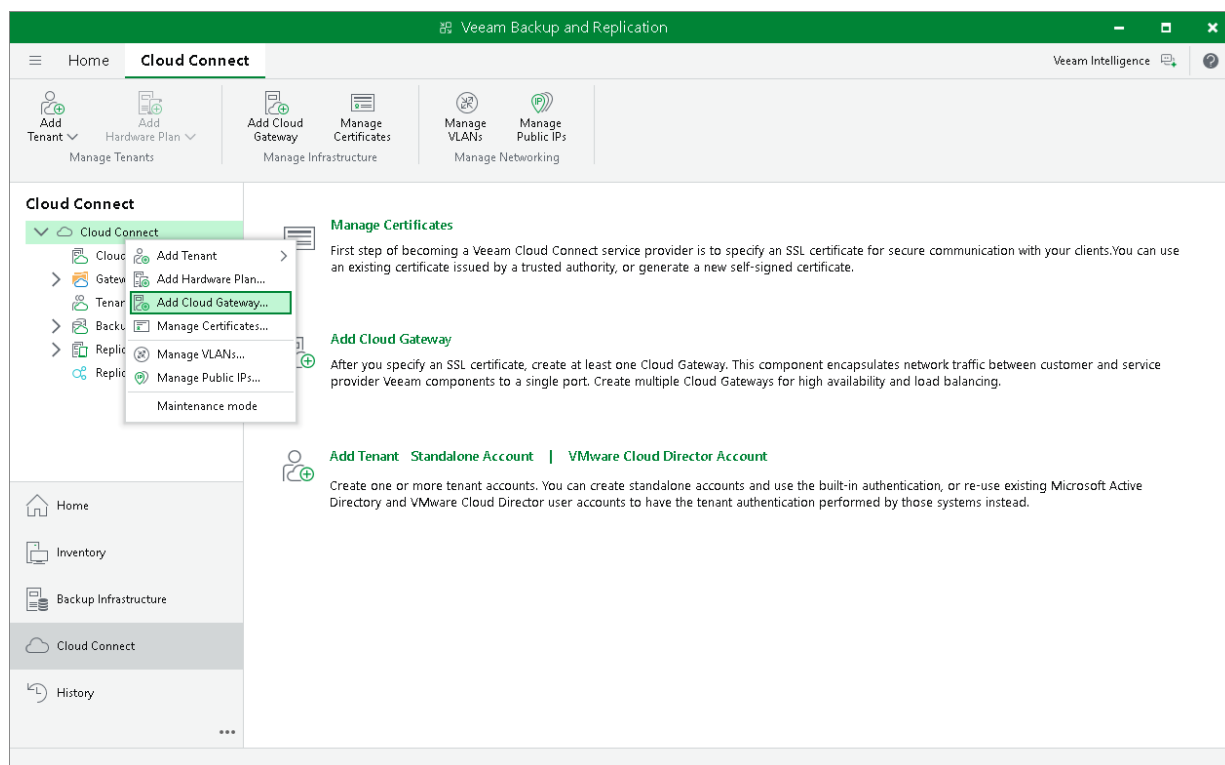 Veeam Backup and Replication
Home
Cloud Connect
Veeam Intelligence
Add
Tenant
Add
Hardware Plan
Add Cloud
Gateway
Manage
Certificates
Manage
VLANs
Manage
Public IPs
Manage Tenants
Manage Infrastructure
Manage Networking
Cloud Connect
Cloud Connect
Cloud
Add Tenant
Add Hardware Plan...
Add Cloud Gateway...
Manage Certificates...
Manage VLANs...
Manage Public IPs...
Maintenance mode
Manage Certificates
First step of becoming a Veeam Cloud Connect service provider is to specify an SSL certificate for secure communication with your clients.You can use
an existing certificate issued by a trusted authority, or generate a new self-signed certificate.
Add Cloud Gateway
After you specify an SSL certificate, create at least one Cloud Gateway. This component encapsulates network traffic between customer and service
provider Veeam components to a single port. Create multiple Cloud Gateways for high availability and load balancing.
Add Tenant Standalone Account | VMware Cloud Director Account
Create one or more tenant accounts. You can create standalone accounts and use the built-in authentication, or re-use existing Microsoft Active
Directory and VMware Cloud Director user accounts to have the tenant authentication performed by those systems instead.
Home
Inventory
Backup Infrastructure
Cloud Connect
History